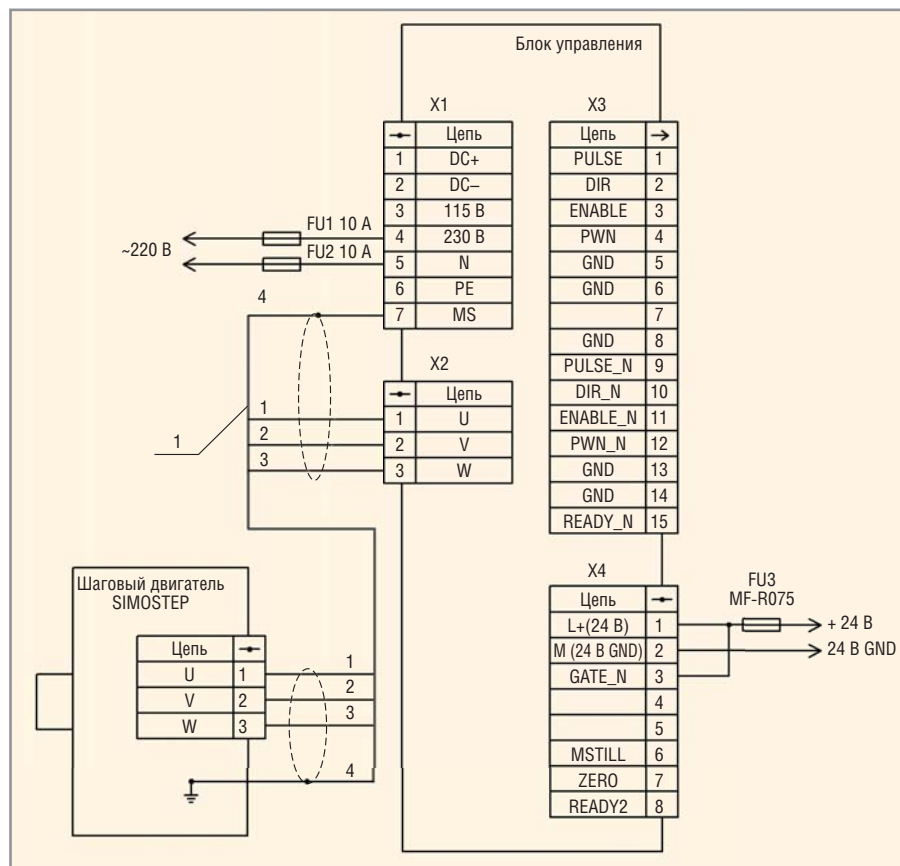 Блок управления
X1
Цепь
1 DC+
2 DC–
3 115 В
4 230 В
5 N
6 PE
7 MS
FU1 10 А
FU2 10 А
~220 В
4
X2
Цепь
1 U
2 V
3 W
1
2
3
1
X3
Цепь
PULSE 1
DIR 2
ENABLE 3
PWN 4
GND 5
GND 6
7
GND 8
PULSE_N 9
DIR_N 10
ENABLE_N 11
PWN_N 12
GND 13
GND 14
READY_N 15
X4
Цепь
L+(24 В) 1
M (24 В GND) 2
GATE_N 3
4
5
MSTILL 6
ZERO 7
READY2 8
FU3
MF-R075
+ 24 В
24 В GND
Шаговый двигатель
SIMOSTEP
Цепь
U 1
V 2
W 3
1
2
3
4